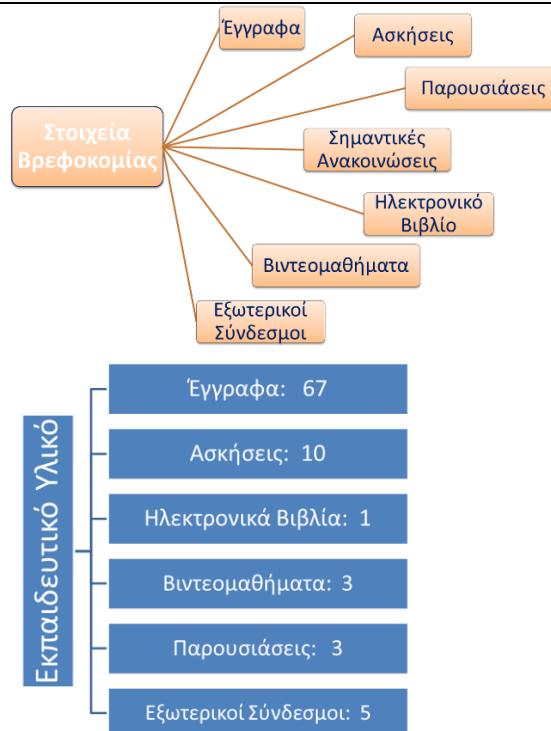 Έγγραφα
Ασκήσεις
Παρουσιάσεις
Στοιχεία
Βρεφοκομίας
Σημαντικές
Ανακοινώσεις
Ηλεκτρονικό
Βιβλίο
Βιντεομαθήματα
Εξωτερικοί
Σύνδεσμοι
Εκπαιδευτικό Υλικό
Έγγραφα: 67
Ασκήσεις: 10
Ηλεκτρονικά Βιβλία: 1
Βιντεομαθήματα: 3
Παρουσιάσεις: 3
Εξωτερικοί Σύνδεσμοι: 5